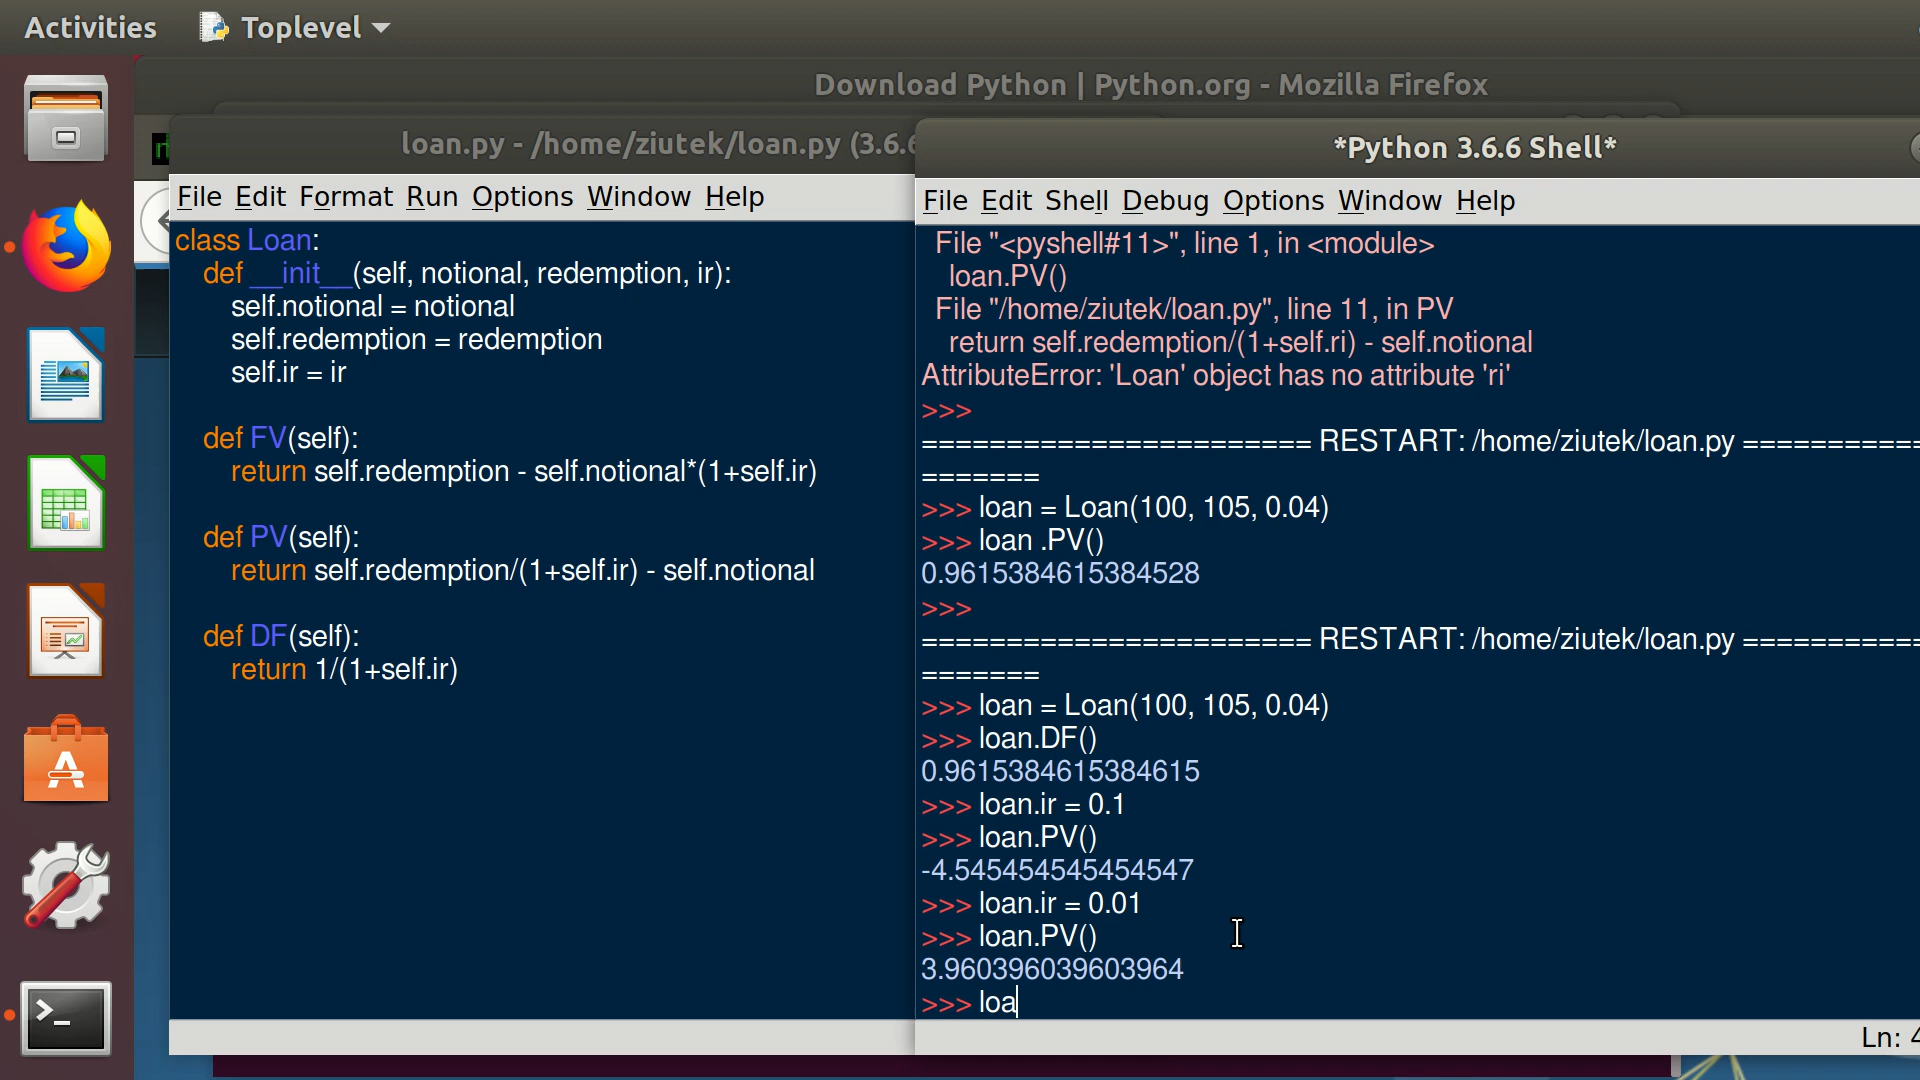 Activities Toplevel
Download Python | Python.org - Mozilla Firefox
loan.py - /home/ziutek/loan.py (3.6.6
File Edit Format Run Options Window Help
class Loan:
    def __init__(self, notional, redemption, ir):
        self.notional = notional
        self.redemption = redemption
        self.ir = ir
    def FV(self):
        return self.redemption - self.notional*(1+self.ir)
    def PV(self):
        return self.redemption/(1+self.ir) - self.notional
    def DF(self):
        return 1/(1+self.ir)
*Python 3.6.6 Shell*
File Edit Shell Debug Options Window Help
  File "<pyshell#11>", line 1, in <module>
    loan.PV()
  File "/home/ziutek/loan.py", line 11, in PV
    return self.redemption/(1+self.ri) - self.notional
AttributeError: 'Loan' object has no attribute 'ri'
>>>
======================= RESTART: /home/ziutek/loan.py ===========
=======
>>> loan = Loan(100, 105, 0.04)
>>> loan .PV()
0.9615384615384528
>>>
======================= RESTART: /home/ziutek/loan.py ===========
=======
>>> loan = Loan(100, 105, 0.04)
>>> loan.DF()
0.9615384615384615
>>> loan.ir = 0.1
>>> loan.PV()
-4.545454545454547
>>> loan.ir = 0.01
>>> loan.PV()
3.960396039603964
>>> loa
Ln: 4